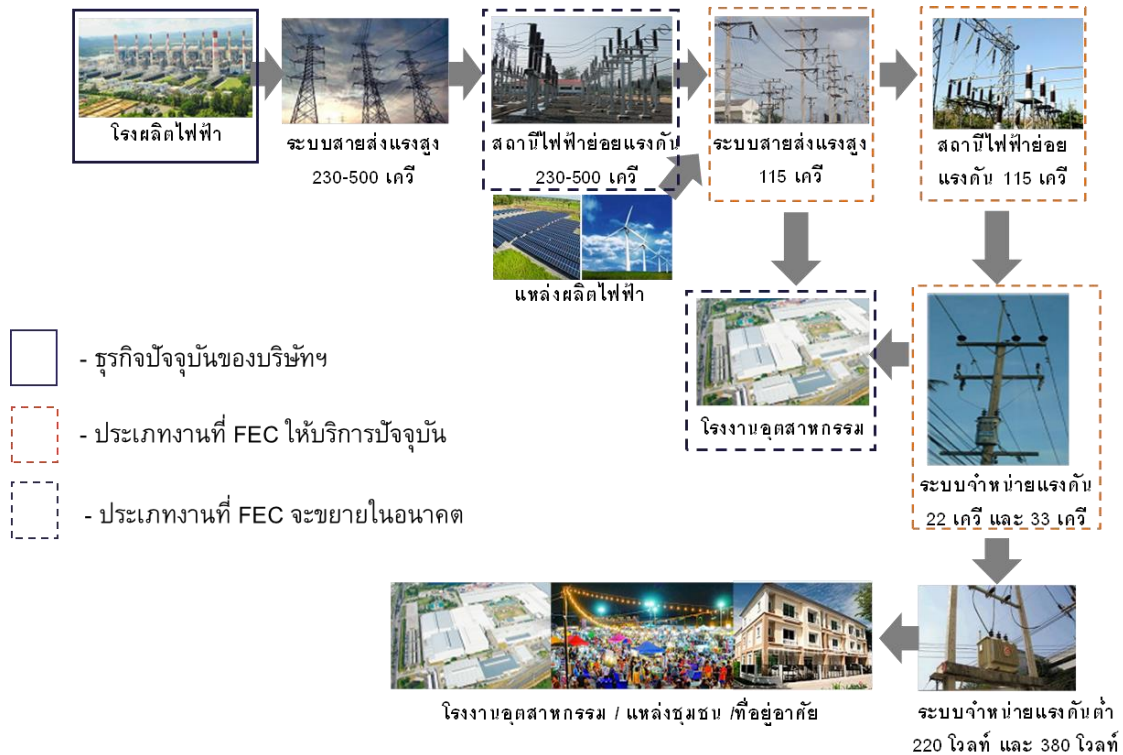 โรงผลิตไฟฟ้า
ระบบสายส่งแรงสูง
230-500 เควี
สถานีไฟฟ้าย่อยแรงดัน
230-500 เควี
ระบบสายส่งแรงสูง
115 เควี
สถานีไฟฟ้าย่อย
แรงดัน 115 เควี
แหล่งผลิตไฟฟ้า
- ธุรกิจปัจจุบันของบริษัทฯ
- ประเภทงานที่ FEC ให้บริการปัจจุบัน
- ประเภทงานที่ FEC จะขยายในอนาคต
โรงงานอุตสาหกรรม
ระบบจำหน่ายแรงดัน
22 เควี และ 33 เควี
โรงงานอุตสาหกรรม / แหล่งชุมชน /ที่อยู่อาศัย
ระบบจำหน่ายแรงดันต่ำ
220 โวลท์ และ 380 โวลท์